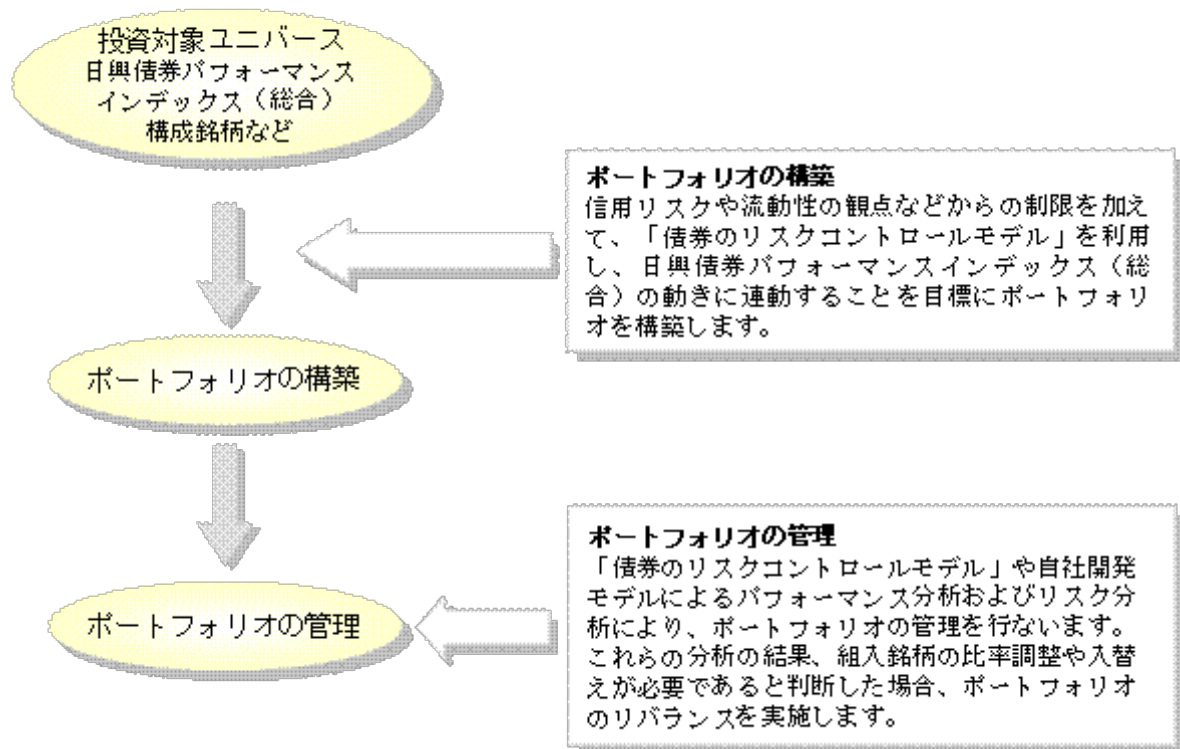 投資対象ユニバース
日興債券パフォーマンス
インデックス（総合）
構成銘柄など
ポートフォリオの構築
信用リスクや流動性の観点などからの制限を加え
て、「債券のリスクコントロールモデル」を利用
し、日興債券パフォーマンスインデックス（総
合）の動きに連動することを目標にポートフォリ
オを構築します。
ポートフォリオの構築
ポートフォリオの管理
「債券のリスクコントロールモデル」や自社開発
モデルによるパフォーマンス分析およびリスク分
析により、ポートフォリオの管理を行ないます。
これらの分析の結果、組入銘柄の比率調整や入替
えが必要であると判断した場合、ポートフォリオ
のリバランスを実施します。
ポートフォリオの管理